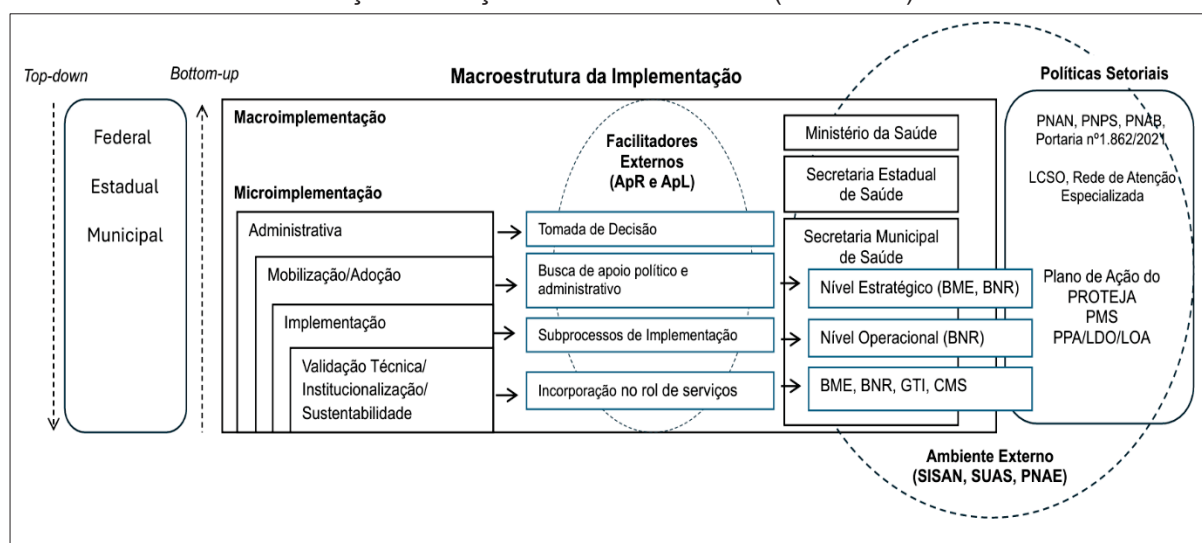 Top-down
Bottom-up
Federal
Estadual
Municipal
Macroestrutura da Implementação
Macroimplementação
Microimplementação
Administrativa
Mobilização/Adoção
Implementação
Validação Técnica/
Institucionalização/
Sustentabilidade
Facilitadores
Externos
(ApR e ApL)
Tomada de Decisão
Busca de apoio político e
administrativo
Subprocessos de Implementação
Incorporação no rol de serviços
Ministério da Saúde
Secretaria Estadual
de Saúde
Secretaria Municipal
de Saúde
Nível Estratégico (BME, BNR)
Nível Operacional (BNR)
BME, BNR, GTI, CMS
Políticas Setoriais
PNAN, PNPS, PNAB,
Portaria nº1.862/2021
LCSO, Rede de Atenção
Especializada
Plano de Ação do
PROTEJA
PMS
PPA/LDO/LOA
Ambiente Externo
(SISAN, SUAS, PNAE)